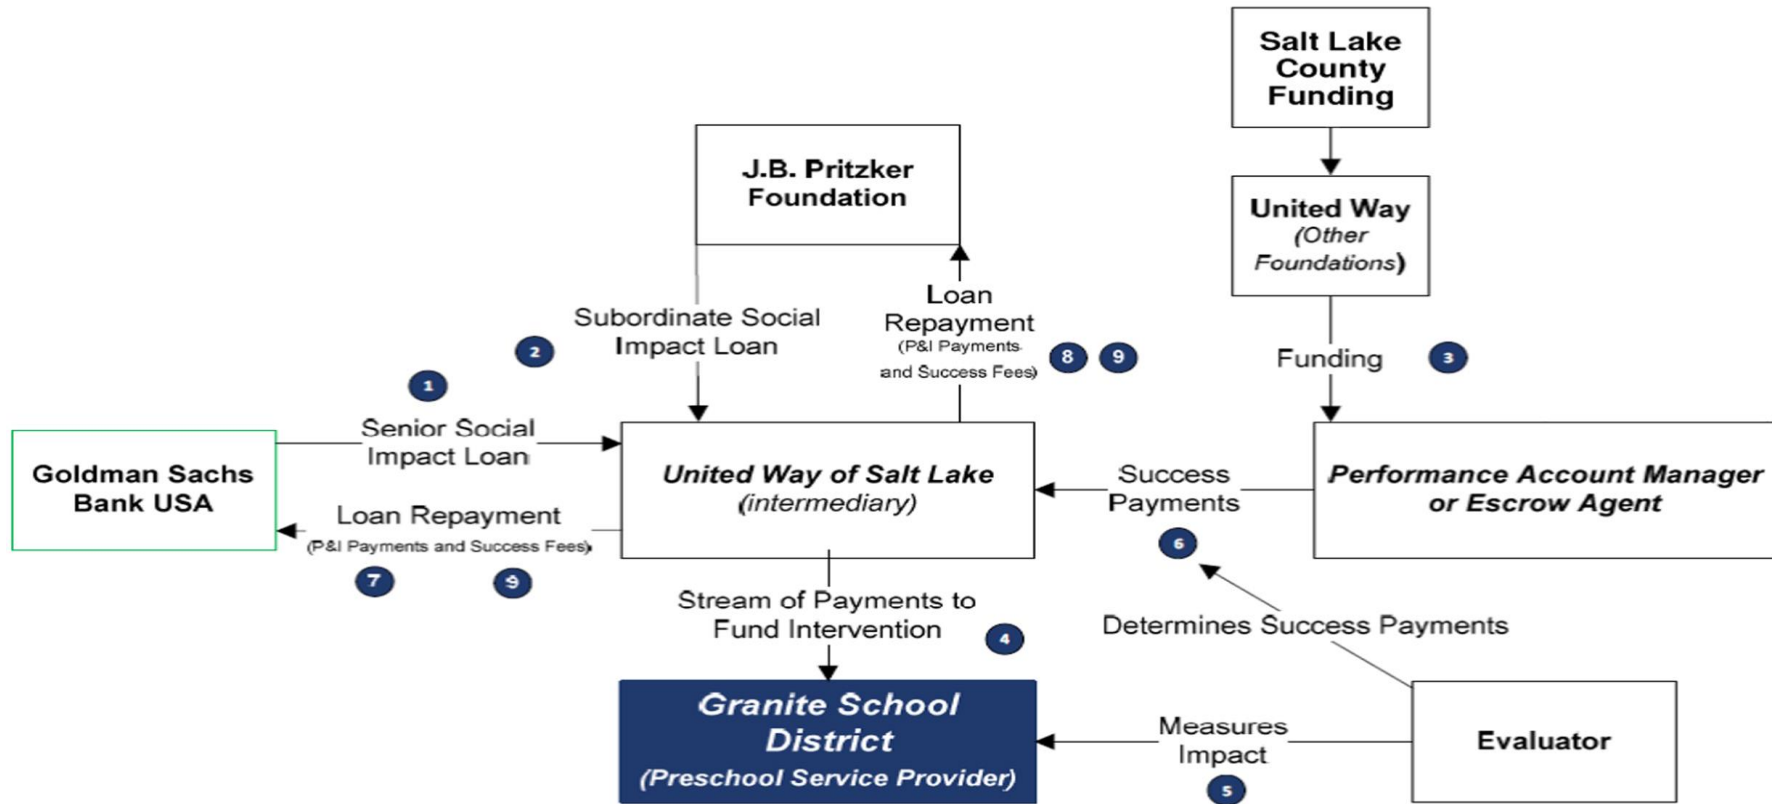 Salt Lake
County
Funding
J.B. Pritzker
Foundation
United Way
(Other
Foundations)
Subordinate Social
Impact Loan
2
Loan
Repayment
(P&I Payments
and Success Fees)
8
9
Funding
3
1
Senior Social
Impact Loan
Goldman Sachs
Bank USA
Loan Repayment
(P&I Payments and Success Fees)
7
9
United Way of Salt Lake
(intermediary)
Success
Payments
6
Performance Account Manager
or Escrow Agent
Stream of Payments to
Fund Intervention
4
Determines Success Payments
Granite School
District
(Preschool Service Provider)
Measures
Impact
5
Evaluator